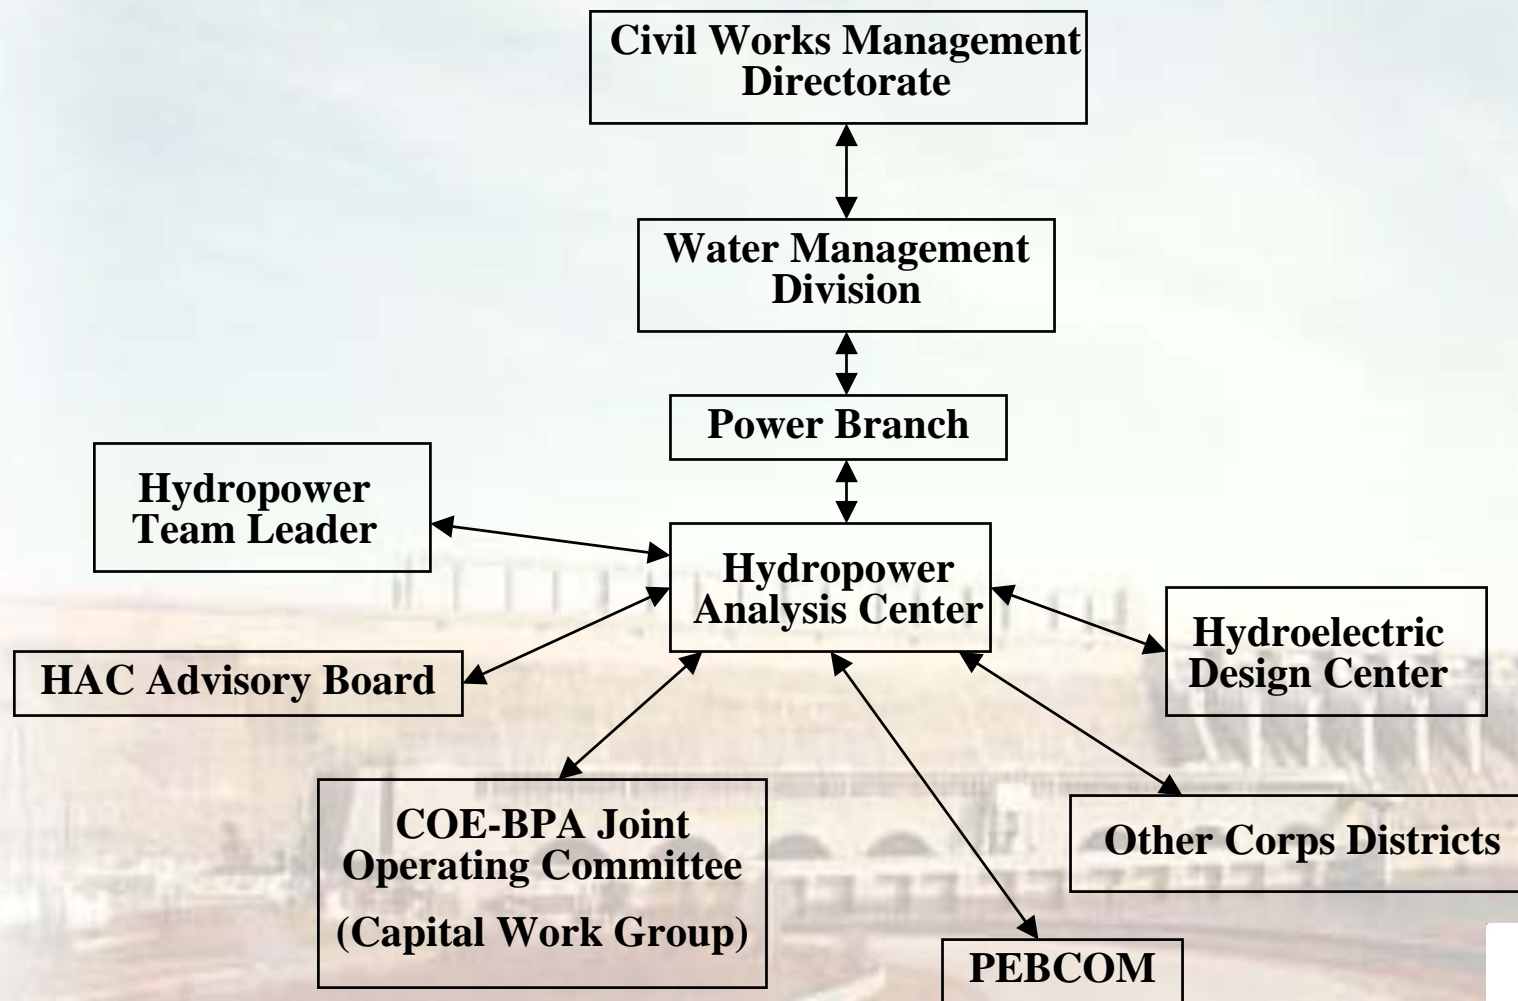 Civil Works Management
Directorate
Water Management
Division
Power Branch
Hydropower
Team Leader
Hydropower
Analysis Center
Hydroelectric
Design Center
HAC Advisory Board
COE-BPA Joint
Operating Committee
(Capital Work Group)
Other Corps Districts
PEBCOM